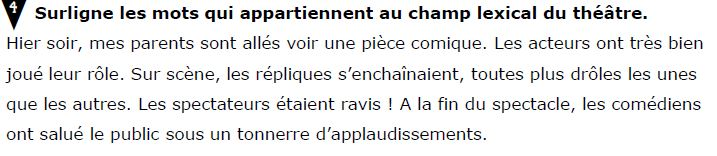 4 Surligne les mots qui appartiennent au champ lexical du théâtre.
Hier soir, mes parents sont allés voir une pièce comique. Les acteurs ont très bien
joué leur rôle. Sur scène, les répliques s’enchaînaient, toutes plus drôles les unes
que les autres. Les spectateurs étaient ravis ! A la fin du spectacle, les comédiens
ont salué le public sous un tonnerre d’applaudissements.